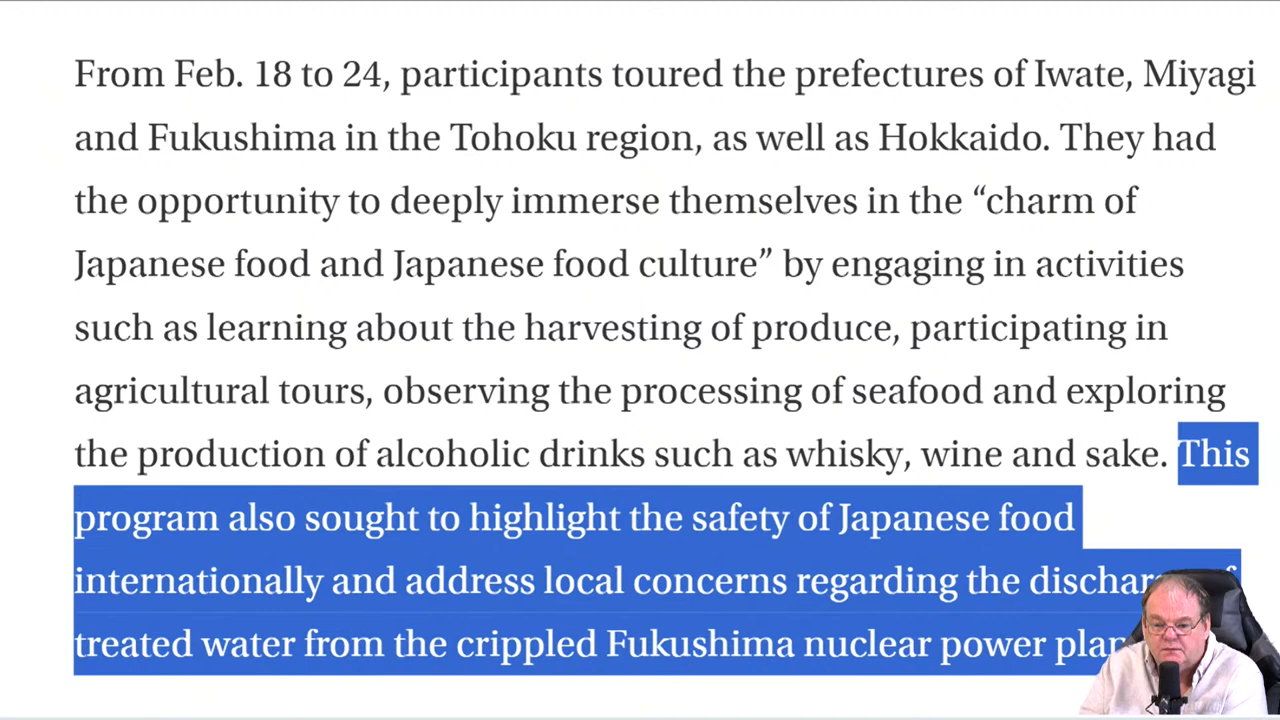 From Feb. 18 to 24, participants toured the prefectures of Iwate, Miyagi
and Fukushima in the Tohoku region, as well as Hokkaido. They had
the opportunity to deeply immerse themselves in the “charm of
Japanese food and Japanese food culture” by engaging in activities
such as learning about the harvesting of produce, participating in
agricultural tours, observing the processing of seafood and exploring
the production of alcoholic drinks such as whisky, wine and sake. This
program also sought to highlight the safety of Japanese food
internationally and address local concerns regarding the
treated water from the crippled Fukushima nuclear power